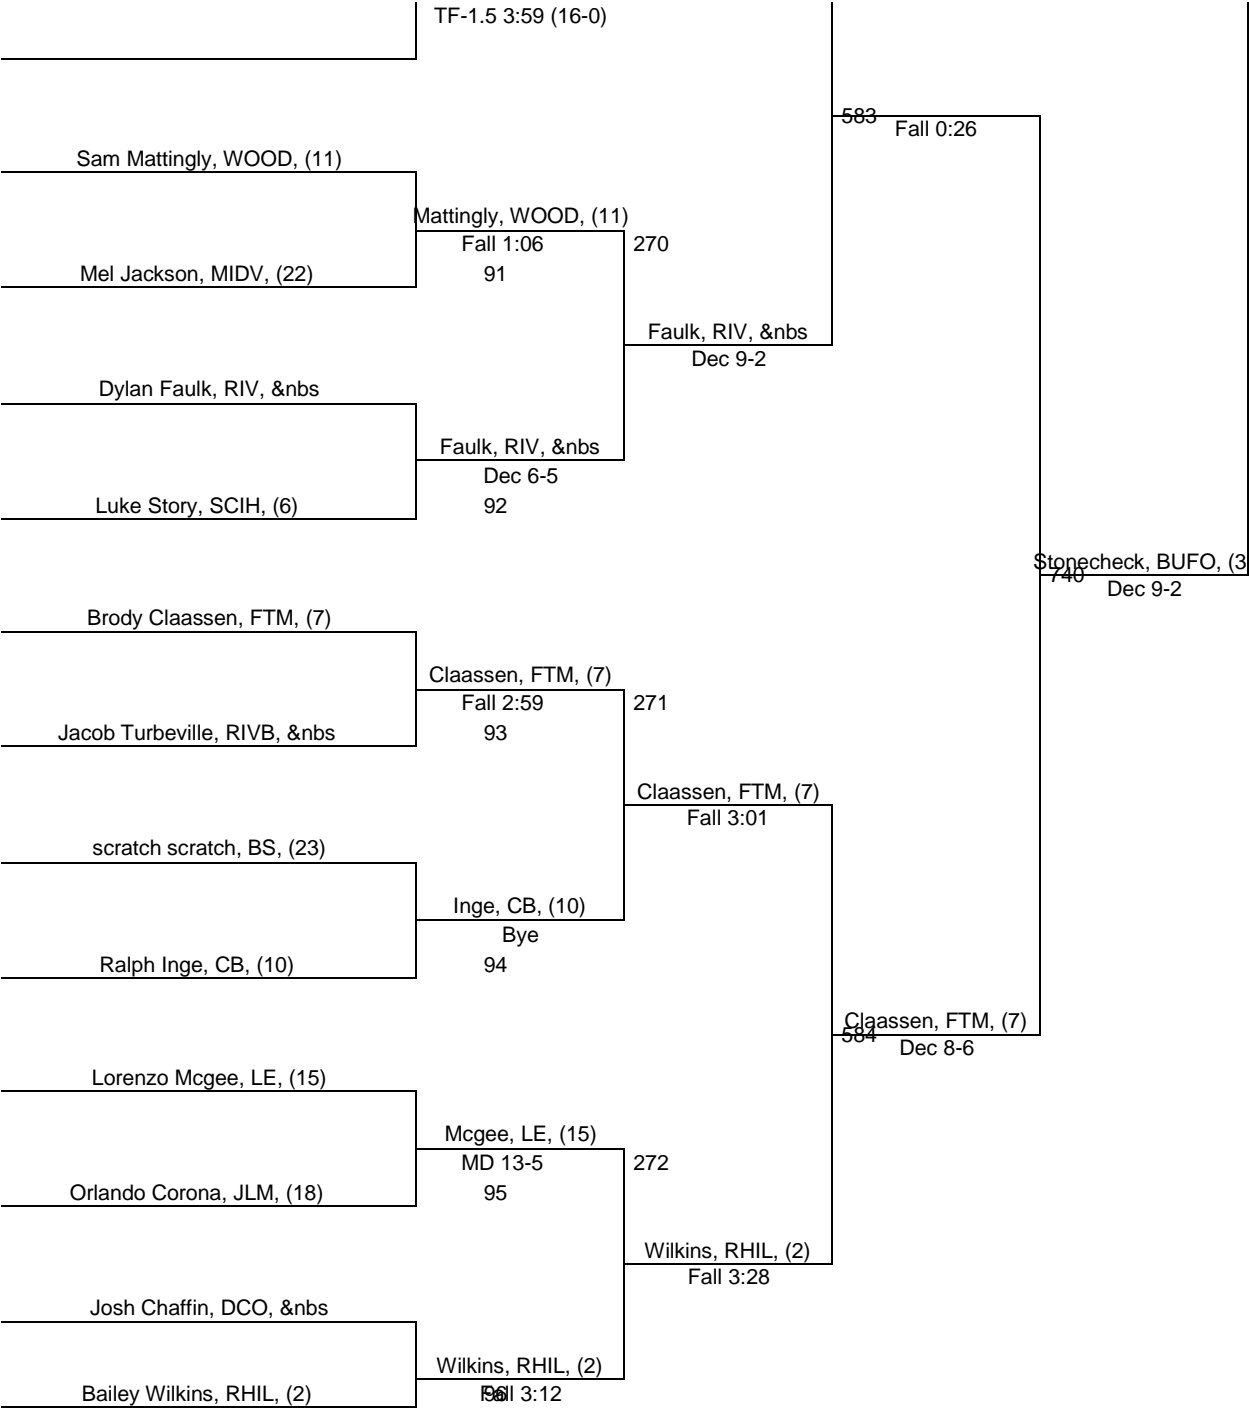 TF-1.5 3:59 (16-0)
583
Fall 0:26
Sam Mattingly, WOOD, (11)
Mattingly, WOOD, (11)
Fall 1:06
270
Mel Jackson, MIDV, (22)
91
Faulk, RIV, &nbs
Dec 9-2
Dylan Faulk, RIV, &nbs
Faulk, RIV, &nbs
Dec 6-5
Luke Story, SCIH, (6)
92
Stonecheck, BUFO, (3
740
Dec 9-2
Brody Claassen, FTM, (7)
Claassen, FTM, (7)
Fall 2:59
271
Jacob Turbeville, RIVB, &nbs
93
Claassen, FTM, (7)
Fall 3:01
scratch scratch, BS, (23)
Inge, CB, (10)
Bye
Ralph Inge, CB, (10)
94
Claassen, FTM, (7)
584
Dec 8-6
Lorenzo Mcgee, LE, (15)
Mcgee, LE, (15)
MD 13-5
272
Orlando Corona, JLM, (18)
95
Wilkins, RHIL, (2)
Fall 3:28
Josh Chaffin, DCO, &nbs
Wilkins, RHIL, (2)
Bailey Wilkins, RHIL, (2)
96
Fall 3:12